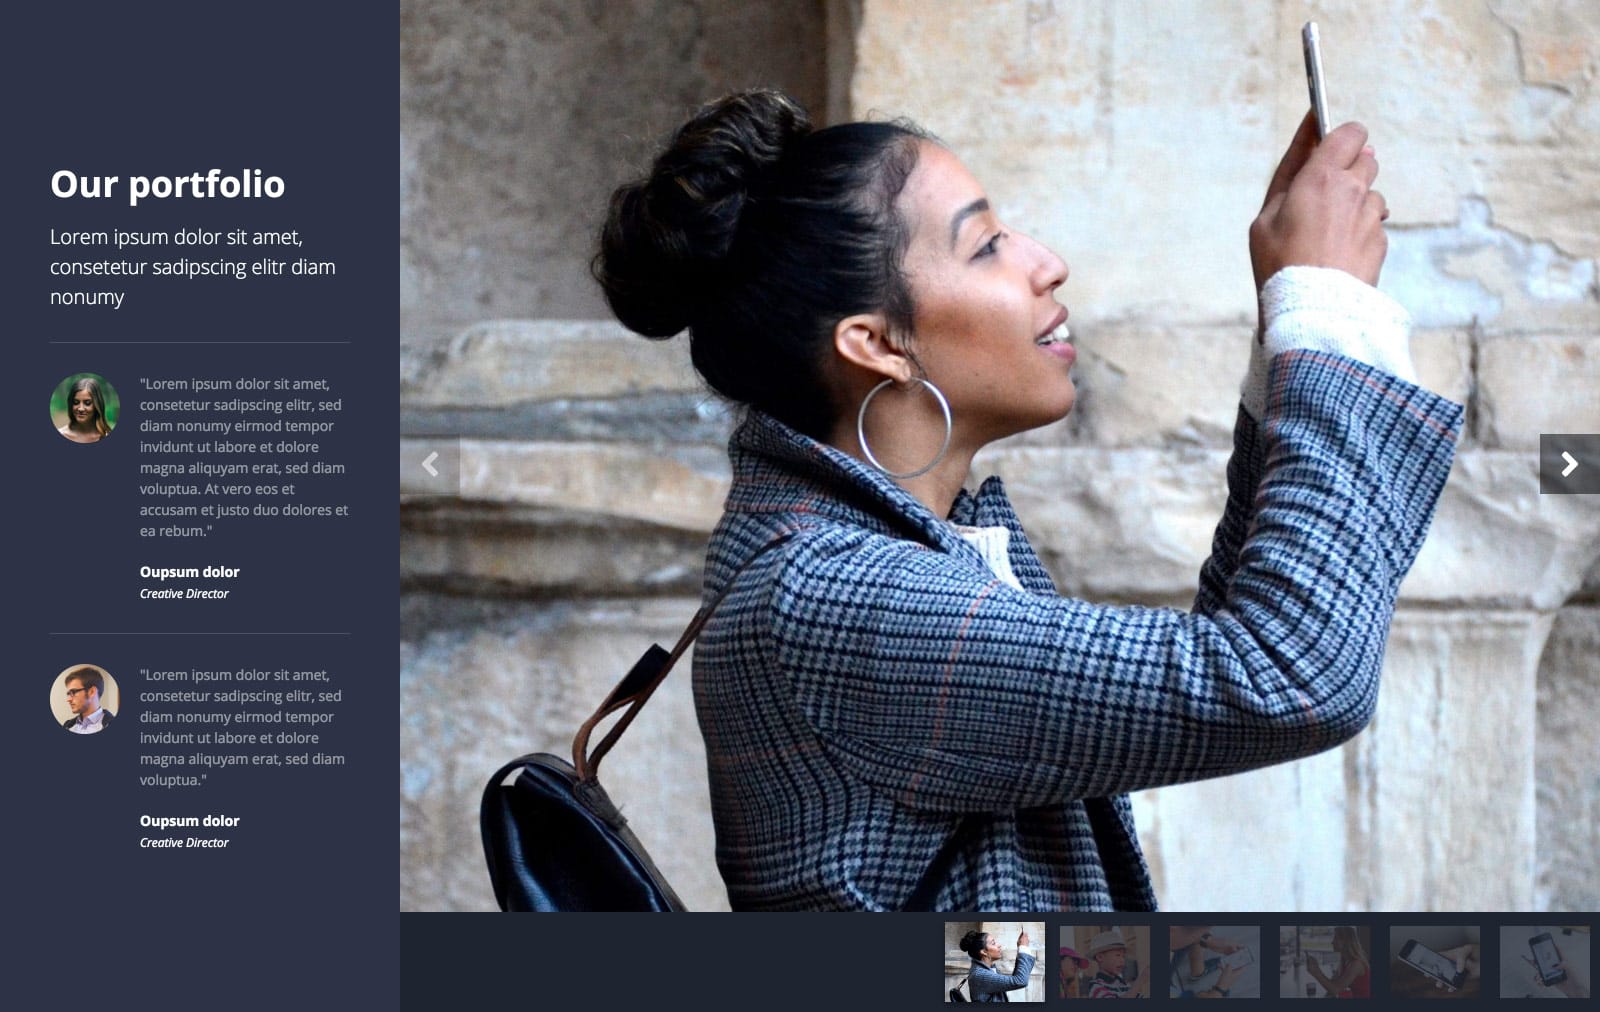 Our portfolio
Lorem ipsum dolor sit amet,
consetetur sadipscing elitr diam
nonumy
"Lorem ipsum dolor sit amet,
consetetur sadipscing elitr, sed
diam nonumy eirmod tempor
invidunt ut labore et dolore
magna aliquyam erat, sed diam
voluptua. At vero eos et
accusam et justo duo dolores et
ea rebum."
Oupsum dolor
Creative Director
"Lorem ipsum dolor sit amet,
consetetur sadipscing elitr, sed
diam nonumy eirmod tempor
invidunt ut labore et dolore
magna aliquyam erat, sed diam
voluptua."
Oupsum dolor
Creative Director